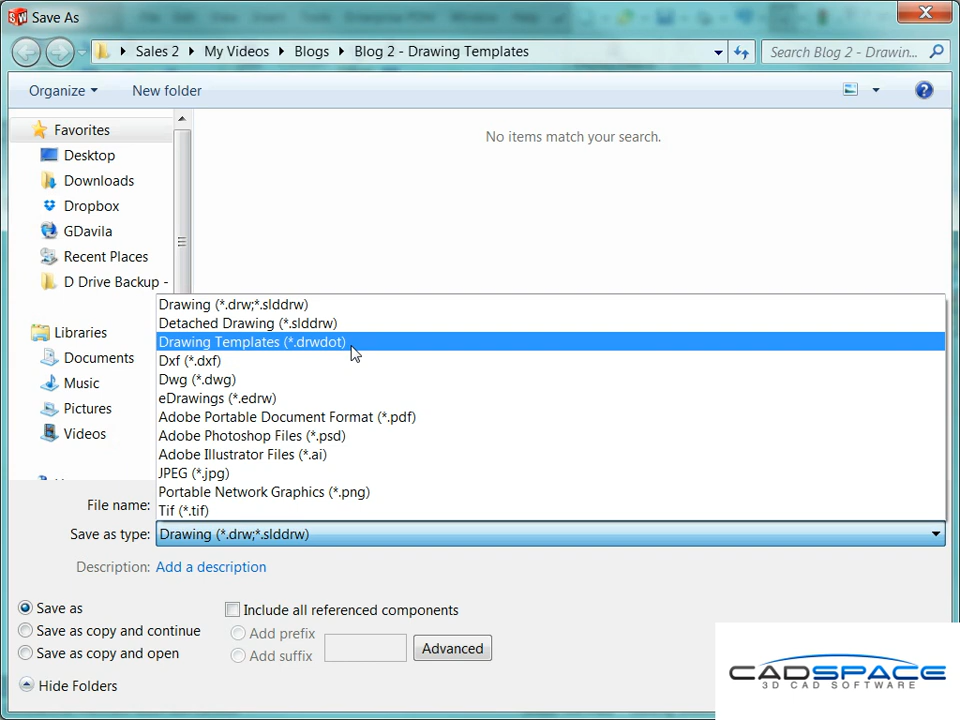 Save As
Sales 2
My Videos
Blogs
Blog 2 - Drawing Templates
Search Blog 2 - Drawin...
Organize
New folder
Favorites
No items match your search.
Desktop
Downloads
Dropbox
GDavila
Recent Places
D Drive Backup -
Libraries
Documents
Music
Pictures
Videos
Drawing (*.drw;*.slddrw)
Detached Drawing (*.slddrw)
Drawing Templates (*.drwdot)
Dxf (*.dxf)
Dwg (*.dwg)
eDrawings (*.edrw)
Adobe Portable Document Format (*.pdf)
Adobe Photoshop Files (*.psd)
Adobe Illustrator Files (*.ai)
JPEG (*.jpg)
Portable Network Graphics (*.png)
Tif (*.tif)
File name:
Save as type: Drawing (*.drw;*.slddrw)
Description: Add a description
Save as
Save as copy and continue
Save as copy and open
Include all referenced components
Add prefix
Add suffix
Advanced
Hide Folders
CADSPACE
3D CAD SOFTWARE